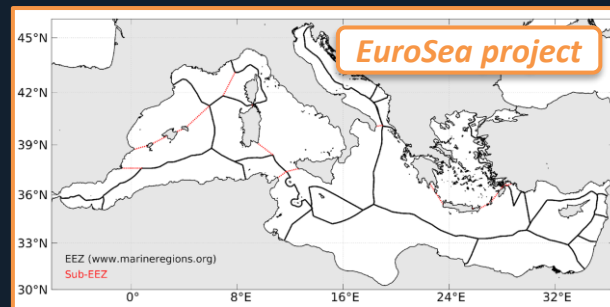 EuroSea project
45°N
42°N
39°N
36°N
33°N
30°N
EEZ (www.marineregions.org)
Sub-EEZ
0° 8°E 16°E 24°E 32°E